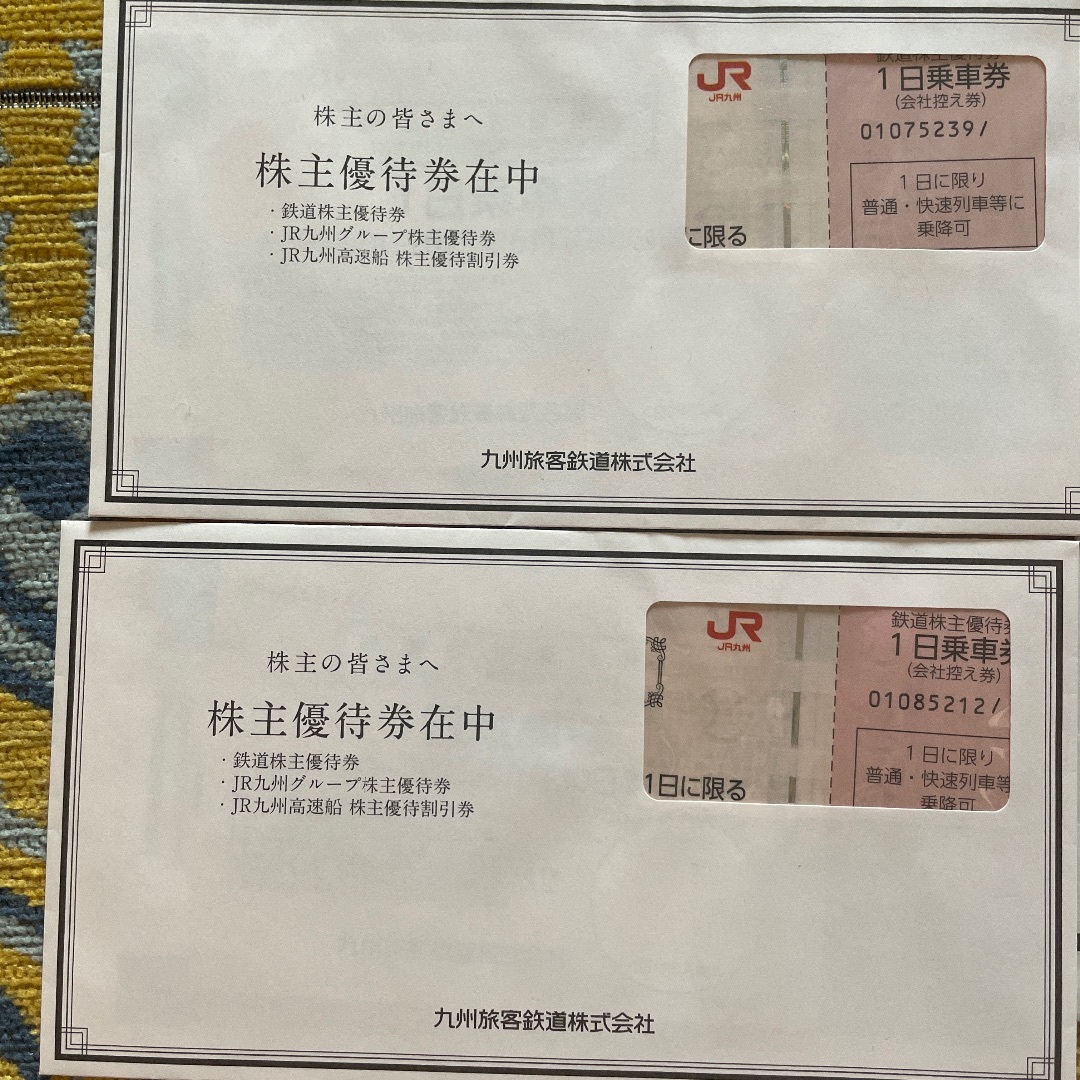 株主の皆さまへ
株主優待券在中
・鉄道株主優待券
・JR九州グループ株主優待券
・JR九州高速船 株主優待割引券
九州旅客鉄道株式会社
JR
JR九州
に限る
鉄道株主優待券
1日乗車券
(会社控え券)
01075239/
1日に限り
普通・快速列車等に
乗降可
株主の皆さまへ
株主優待券在中
・鉄道株主優待券
・JR九州グループ株主優待券
・JR九州高速船 株主優待割引券
九州旅客鉄道株式会社
JR
JR九州
1日に限る
鉄道株主優待券
1日乗車券
(会社控え券)
01085212/
1日に限り
普通・快速列車等
乗降可